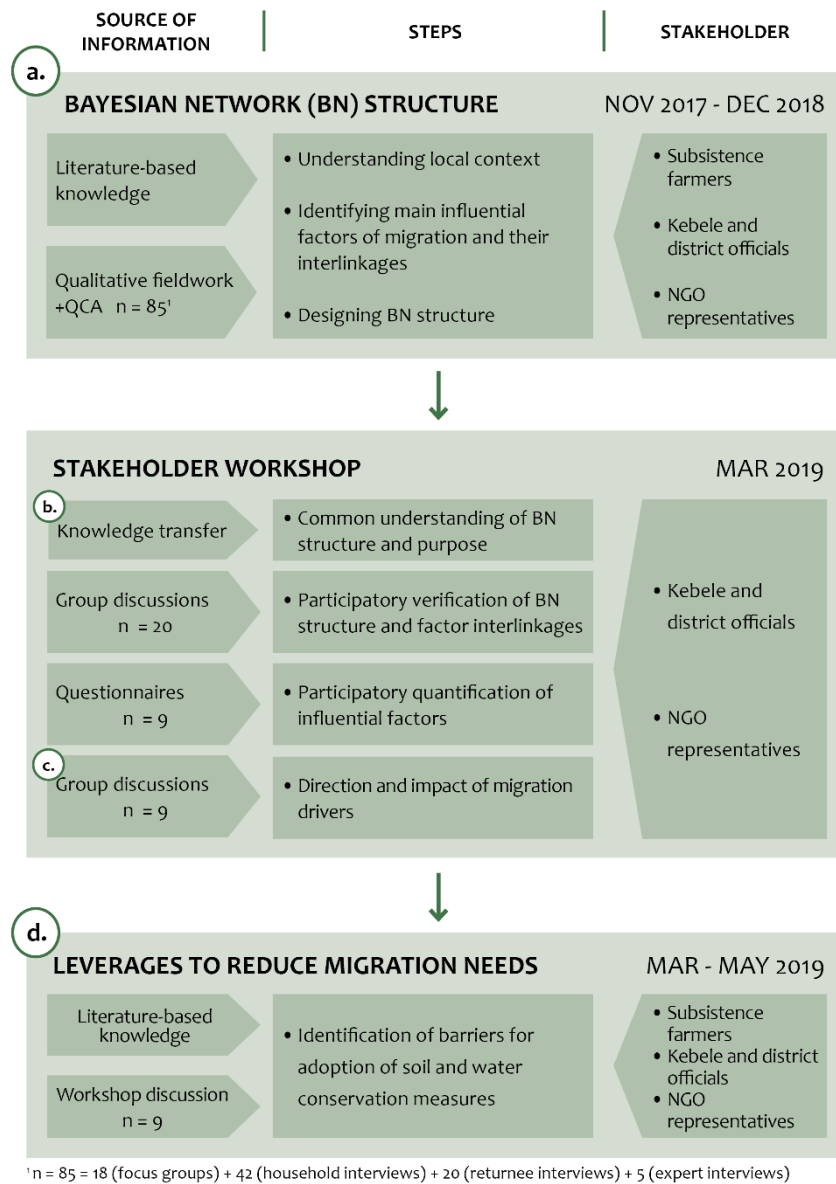 SOURCE OF
INFORMATION
STEPS
STAKEHOLDER
a.
BAYESIAN NETWORK (BN) STRUCTURE
NOV 2017 - DEC 2018
Literature-based
knowledge
Qualitative fieldwork
+QCA n = 85¹
• Understanding local context
• Identifying main influential
factors of migration and their
interlinkages
• Designing BN structure
• Subsistence
farmers
• Kebele and
district officials
• NGO
representatives
STAKEHOLDER WORKSHOP
MAR 2019
b.
Knowledge transfer
• Common understanding of BN
structure and purpose
Group discussions
n = 20
• Participatory verification of BN
structure and factor interlinkages
Questionnaires
n = 9
• Participatory quantification of
influential factors
c.
Group discussions
n = 9
• Direction and impact of migration
drivers
• Kebele and
district officials
• NGO
representatives
d.
LEVERAGES TO REDUCE MIGRATION NEEDS
MAR - MAY 2019
Literature-based
knowledge
Workshop discussion
n = 9
• Identification of barriers for
adoption of soil and water
conservation measures
• Subsistence
farmers
• Kebele and district
officials
• NGO
representatives
¹ n = 85 = 18 (focus groups) + 42 (household interviews) + 20 (returnee interviews) + 5 (expert interviews)